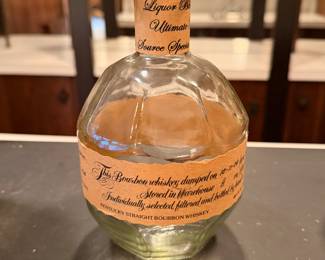 Liquor
Ultimate
Source
This Bourbon whiskey dumped on
Stored in Warehouse
Individually selected, filtered and bottled by
KENTUCKY STRAIGHT BOURBON WHISKEY